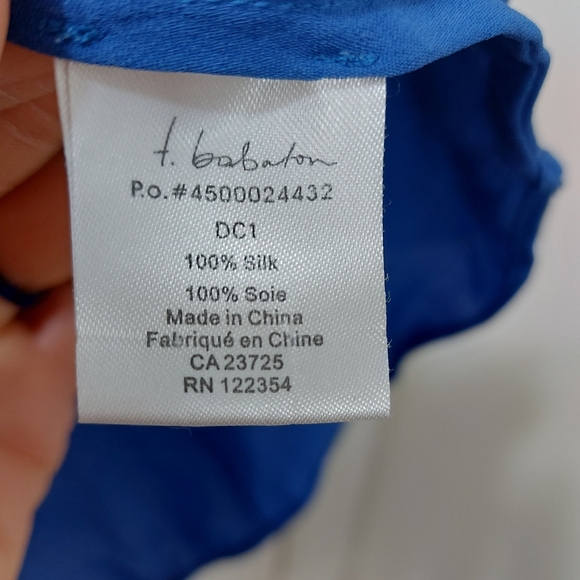 t. babaton
P.o.#4500024432
DC1
100% Silk
100% Soie
Made in China
Fabriqué en Chine
CA 23725
RN 122354